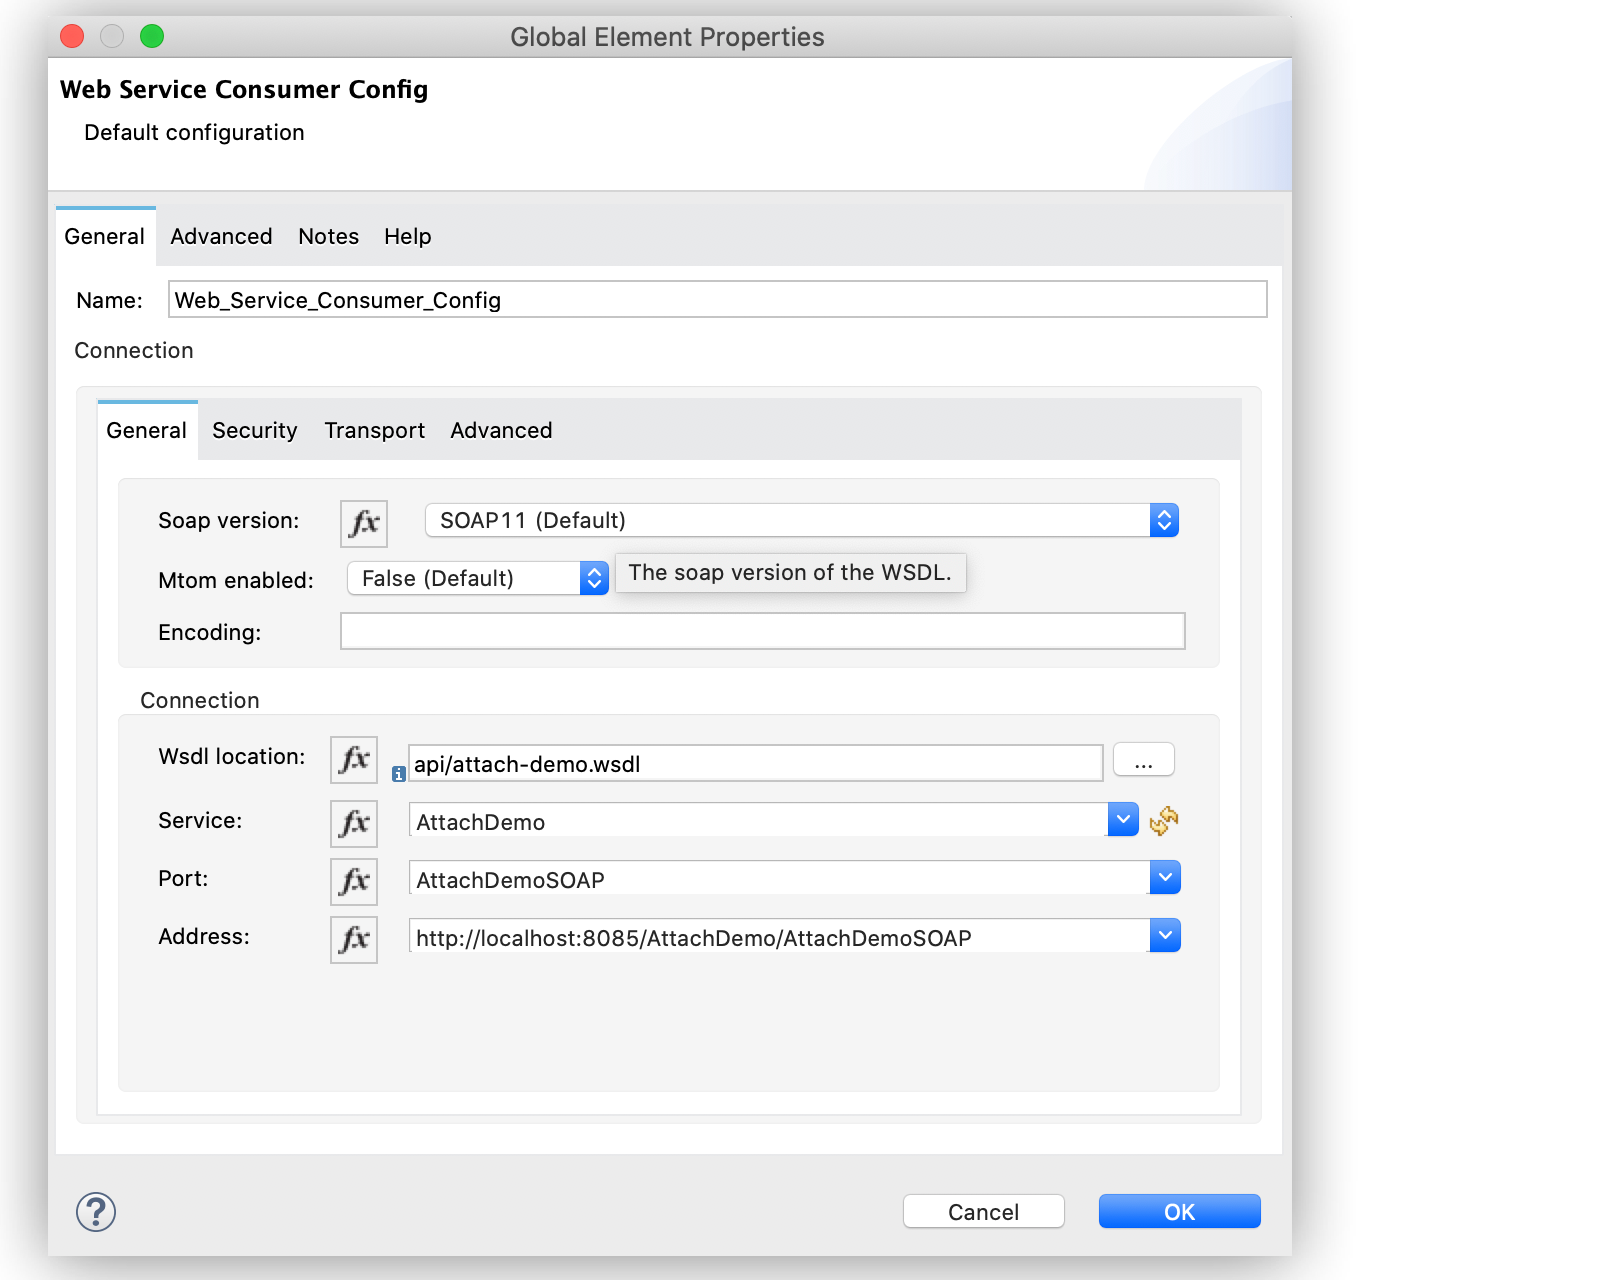 Global Element Properties
Web Service Consumer Config
Default configuration
General Advanced Notes Help
Name: Web_Service_Consumer_Config
Connection
General Security Transport Advanced
Soap version: fx SOAP11 (Default)
Mtom enabled: False (Default) The soap version of the WSDL.
Encoding:
Connection
Wsdl location: fx i api/attach-demo.wsdl ...
Service: fx AttachDemo
Port: fx AttachDemoSOAP
Address: fx http://localhost:8085/AttachDemo/AttachDemoSOAP
? Cancel OK